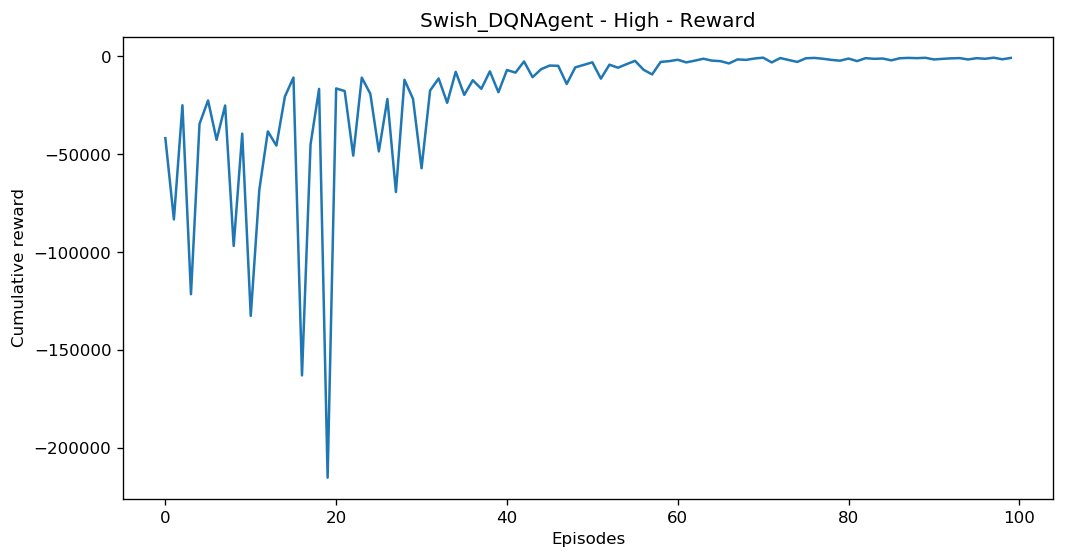 Swish_DQNAgent - High - Reward
Cumulative reward
0
−50000
−100000
−150000
−200000
0 20 40 60 80 100
Episodes